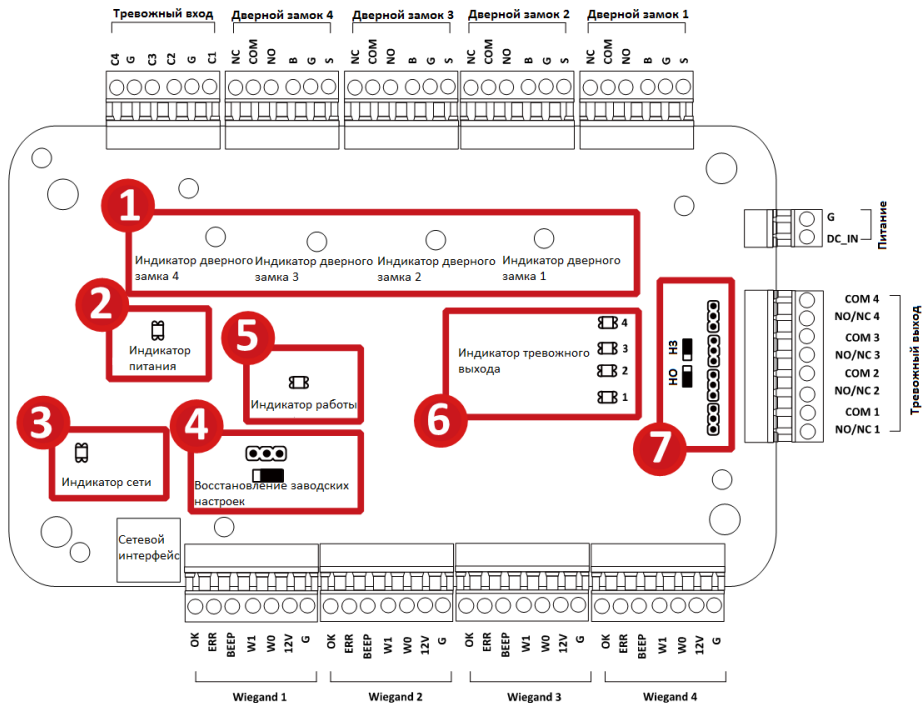 Тревожный вход
Дверной замок 4
Дверной замок 3
Дверной замок 2
Дверной замок 1
C4 G C3 C2 G C1
NC COM NO B G S
NC COM NO B G S
NC COM NO B G S
NC COM NO B G S
1
Индикатор дверного
замка 4
Индикатор дверного
замка 3
Индикатор дверного
замка 2
Индикатор дверного
замка 1
G
DC_IN
Питание
2
Индикатор
питания
5
Индикатор работы
Индикатор тревожного
выхода
4
3
2
1
6
НЗ
НО
7
COM 4
NO/NC 4
COM 3
NO/NC 3
COM 2
NO/NC 2
COM 1
NO/NC 1
Тревожный выход
3
Индикатор сети
4
Восстановление заводских
настроек
Сетевой
интерфейс
OK ERR BEEP W1 W0 12V G
OK ERR BEEP W1 W0 12V G
OK ERR BEEP W1 W0 12V G
OK ERR BEEP W1 W0 12V G
Wiegand 1
Wiegand 2
Wiegand 3
Wiegand 4